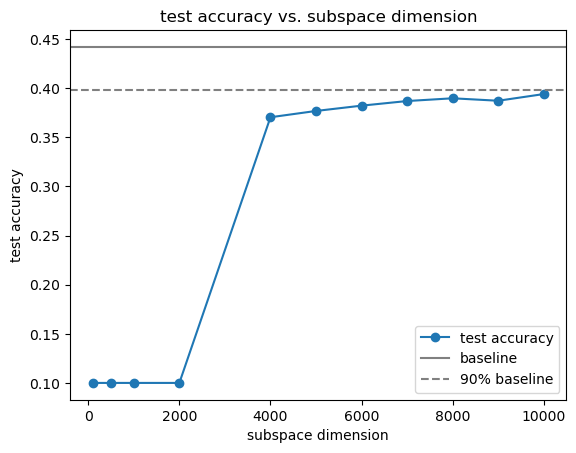 test accuracy vs. subspace dimension
0.45
0.40
0.35
0.30
0.25
0.20
0.15
0.10
test accuracy
test accuracy
baseline
90% baseline
0 2000 4000 6000 8000 10000
subspace dimension